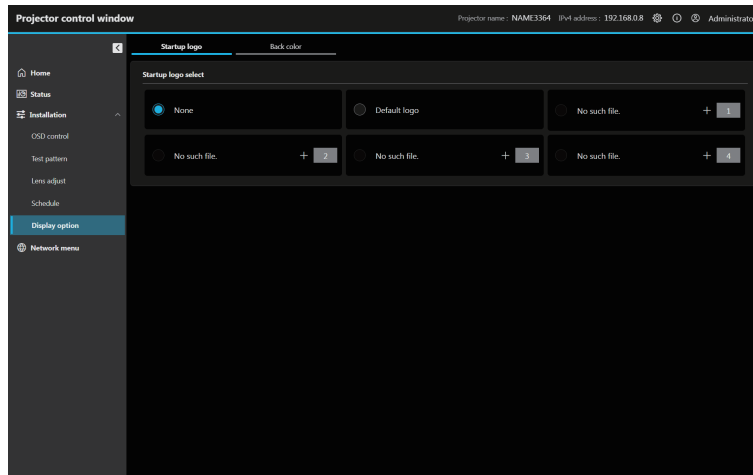 Projector control window
Projector name : NAME3364 IPv4 address : 192.168.0.8 Administrato
Startup logo
Back color
Home
Status
Installation
OSD control
Test pattern
Lens adjust
Schedule
Display option
Network menu
Startup logo select
None
Default logo
No such file. + 1
No such file. + 2
No such file. + 3
No such file. + 4